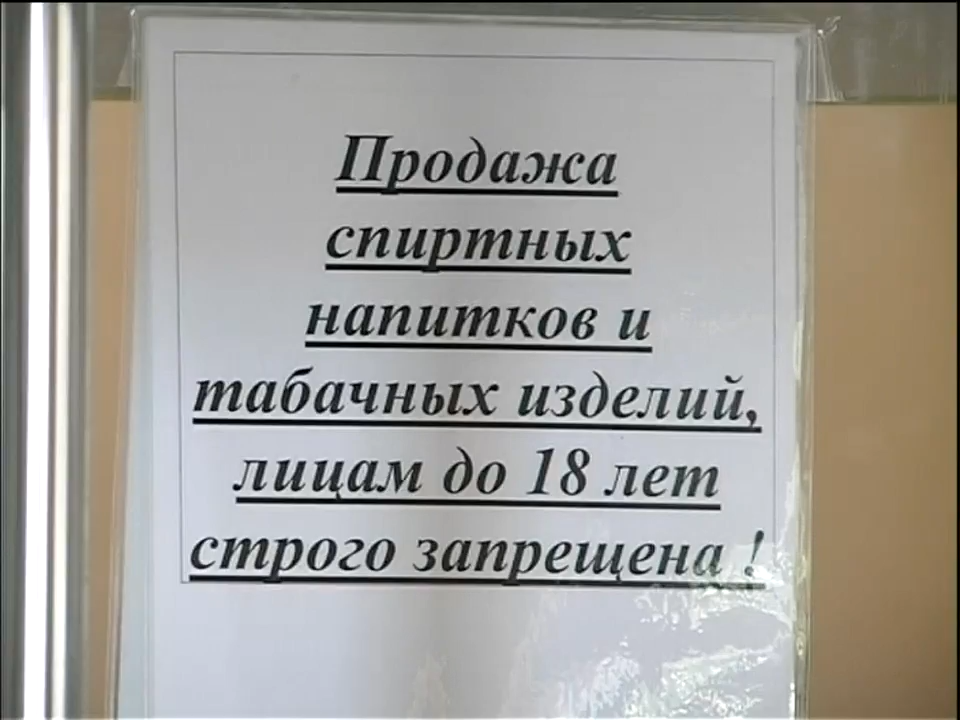 Продажа
спиртных
напитков и
табачных изделий,
лицам до 18 лет
строго запрещена !